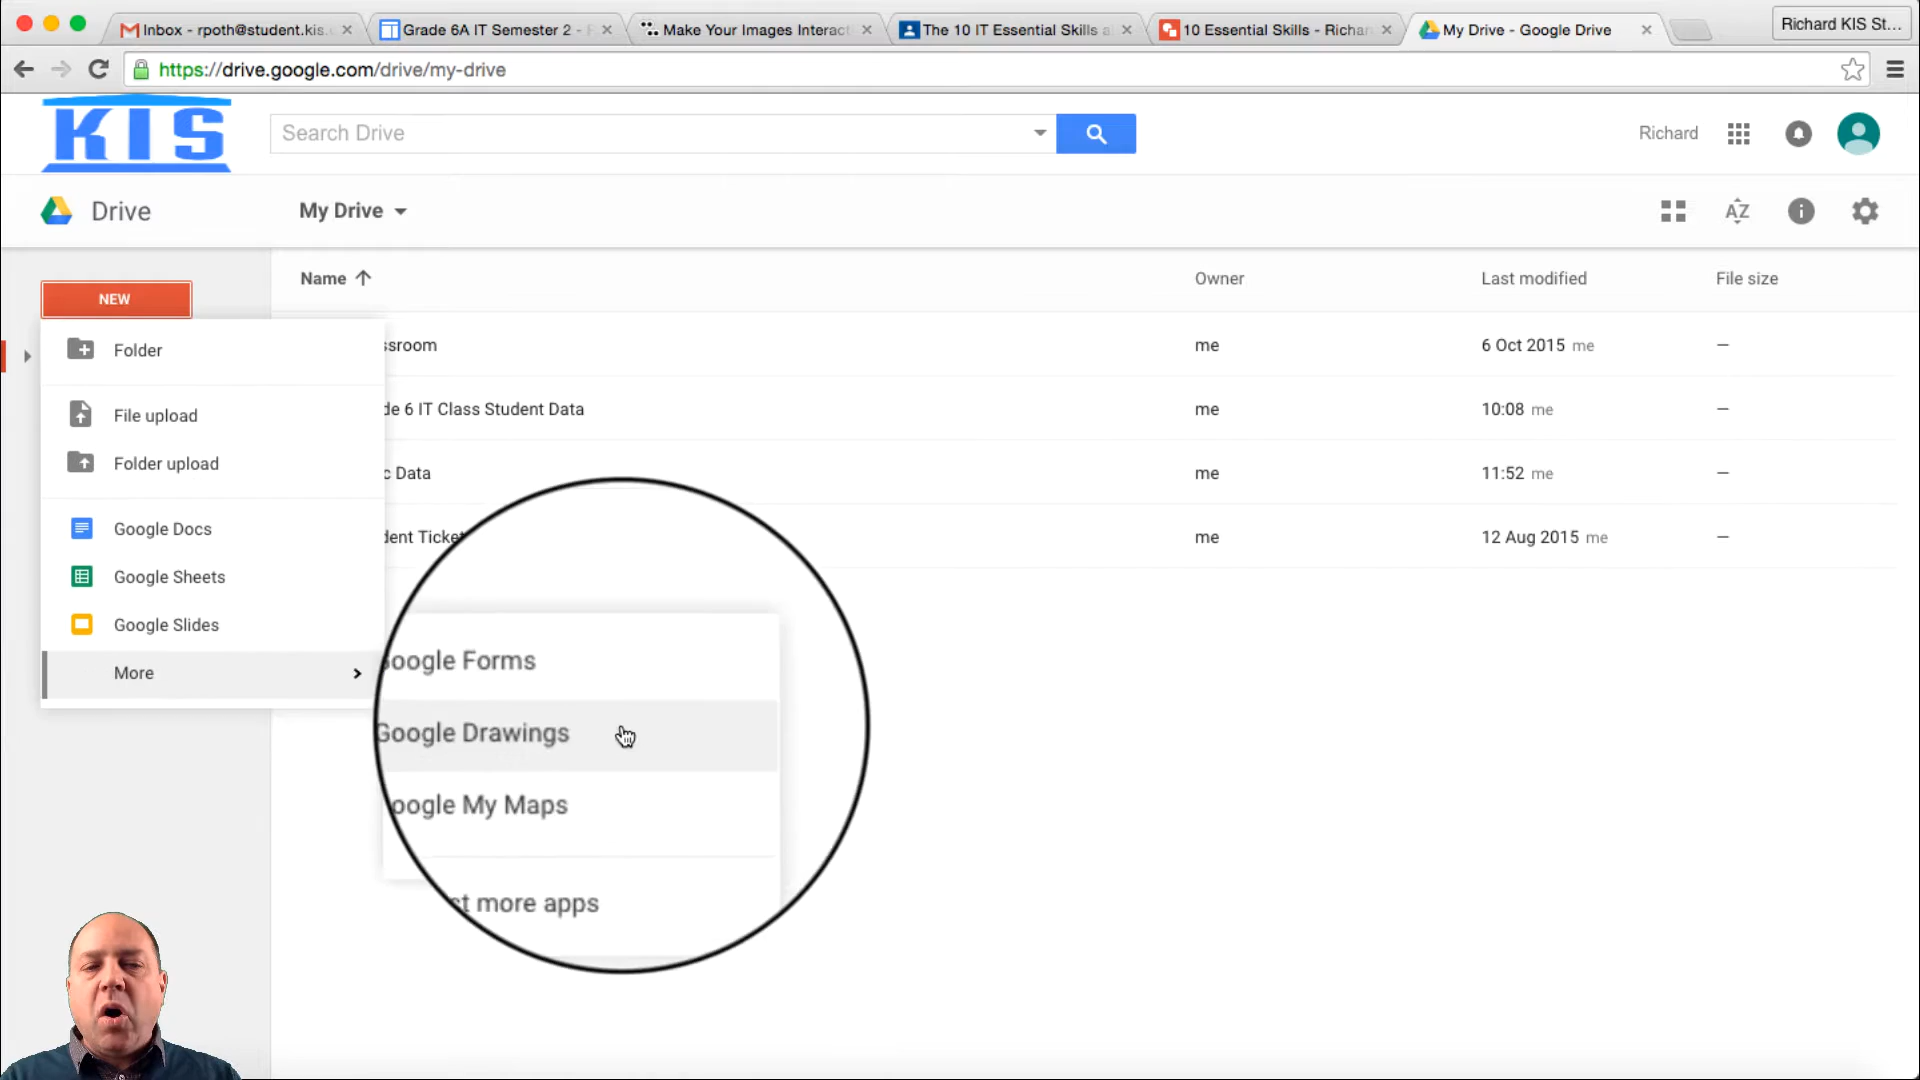 Inbox - rpoth@student.kis.
Grade 6A IT Semester 2 -
Make Your Images Interact
The 10 IT Essential Skills
10 Essential Skills - Richar
My Drive - Google Drive
Richard KIS St...
https://drive.google.com/drive/my-drive
KIS
Search Drive
Richard
Drive
My Drive
AZ
NEW
Name
Owner
Last modified
File size
Folder
ssroom
me
6 Oct 2015 me
–
File upload
de 6 IT Class Student Data
me
10:08 me
–
Folder upload
c Data
me
11:52 me
–
Google Docs
dent Ticket
me
12 Aug 2015 me
–
Google Sheets
Google Slides
More
oogle Forms
Google Drawings
oogle My Maps
st more apps